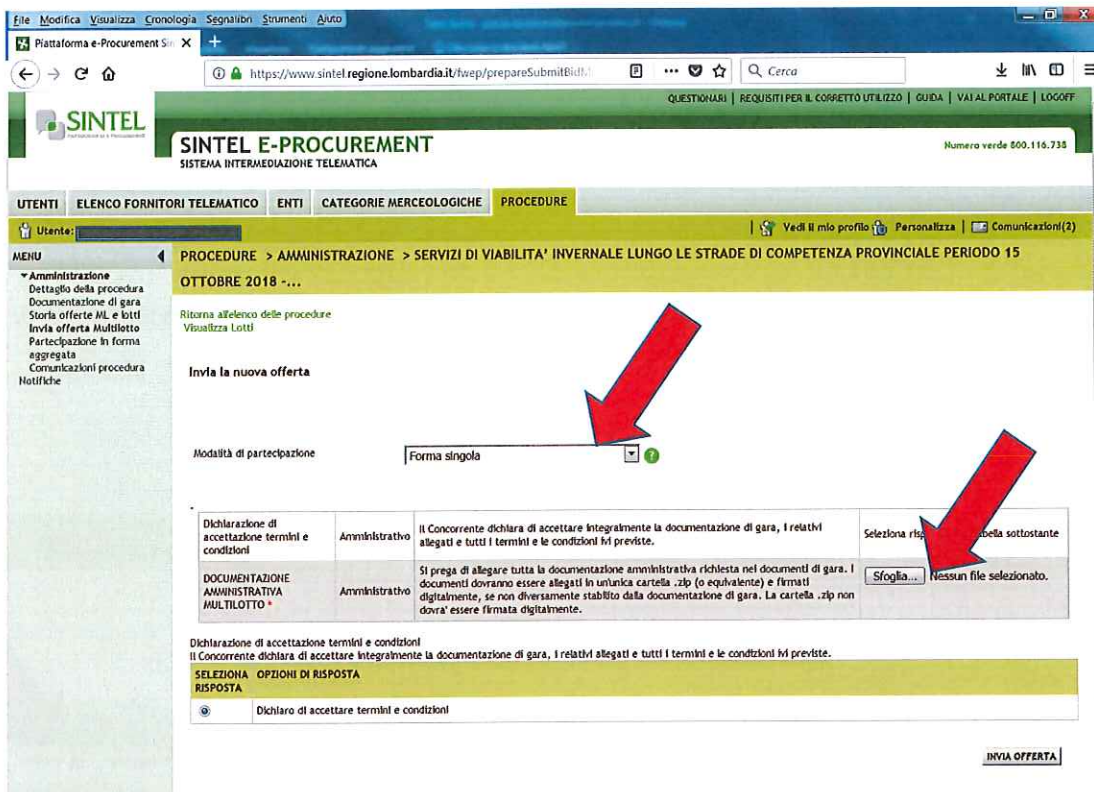 File Modifica Visualizza Cronologia Segnalibri Strumenti Aiuto
Piattaforma e-Procurement Sin
https://www.sintel.regione.lombardia.it/fwep/prepareSubmitBidM
Cerca
QUESTIONARI | REQUISITI PER IL CORRETTO UTILIZZO | GUIDA | VAI AL PORTALE | LOGOFF
SINTEL
SINTEL E-PROCUREMENT
SISTEMA INTERMEDIAZIONE TELEMATICA
Numero verde 800.116.738
UTENTI ELENCO FORNITORI TELEMATICO ENTI CATEGORIE MERCEOLOGICHE PROCEDURE
Utente:
Vedi il mio profilo Personalizza | Comunicazioni(2)
MENU
Amministrazione
Dettaglio della procedura
Documentazione di gara
Storia offerte ML e lotti
Invia offerta Multilotto
Partecipazione in forma
aggregata
Comunicazioni procedura
Notifiche
PROCEDURE > AMMINISTRAZIONE > SERVIZI DI VIABILITA' INVERNALE LUNGO LE STRADE DI COMPETENZA PROVINCIALE PERIODO 15
OTTOBRE 2018 -...
Ritorna all'elenco delle procedure
Visualizza Lotti
Invia la nuova offerta
Modalità di partecipazione
Forma singola
Dichiarazione di
accettazione termini e
condizioni
Amministrativo
Il Concorrente dichiara di accettare integralmente la documentazione di gara, i relativi
allegati e tutti i termini e le condizioni ivi previste.
Seleziona sottostante
DOCUMENTAZIONE
AMMINISTRATIVA
MULTILOTTO *
Amministrativo
Si prega di allegare tutta la documentazione amministrativa richiesta nei documenti di gara. I
documenti dovranno essere allegati in un'unica cartella .zip (o equivalente) e firmati
digitalmente, se non diversamente stabilito dalla documentazione di gara. La cartella .zip non
dovra' essere firmata digitalmente.
Sfoglia... Nessun file selezionato.
Dichiarazione di accettazione termini e condizioni
Il Concorrente dichiara di accettare integralmente la documentazione di gara, i relativi allegati e tutti i termini e le condizioni ivi previste.
SELEZIONA OPZIONI DI RISPOSTA
RISPOSTA
Dichiaro di accettare termini e condizioni
INVIA OFFERTA